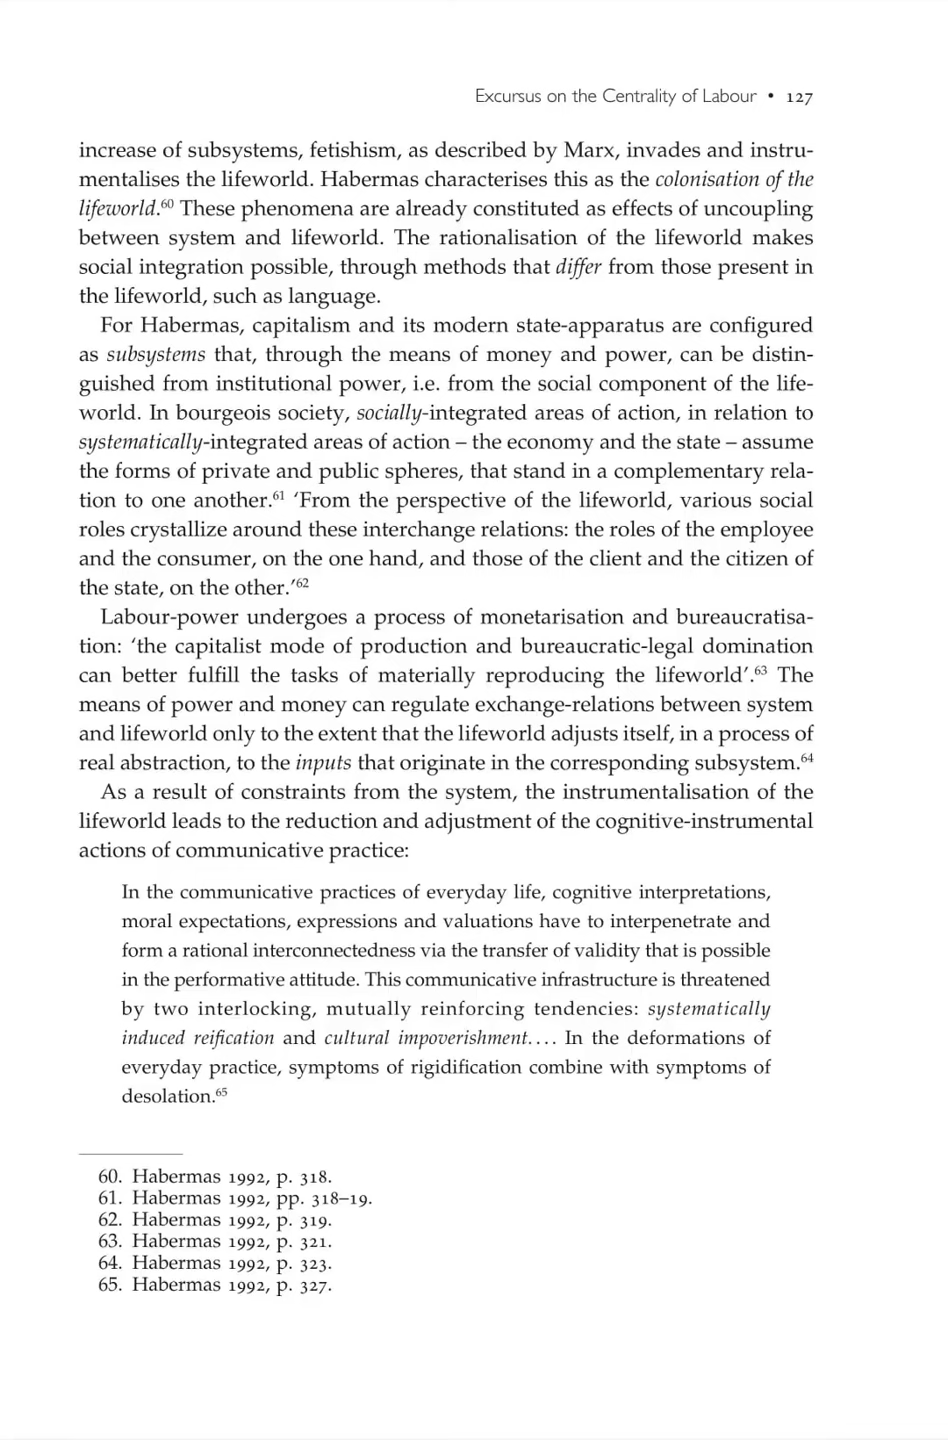 Excursus on the Centrality of Labour • 127
increase of subsystems, fetishism, as described by Marx, invades and instru-
mentalises the lifeworld. Habermas characterises this as the colonisation of the
lifeworld.60 These phenomena are already constituted as effects of uncoupling
between system and lifeworld. The rationalisation of the lifeworld makes
social integration possible, through methods that differ from those present in
the lifeworld, such as language.
For Habermas, capitalism and its modern state-apparatus are configured
as subsystems that, through the means of money and power, can be distin-
guished from institutional power, i.e. from the social component of the life-
world. In bourgeois society, socially-integrated areas of action, in relation to
systematically-integrated areas of action – the economy and the state – assume
the forms of private and public spheres, that stand in a complementary rela-
tion to one another.61 ‘From the perspective of the lifeworld, various social
roles crystallize around these interchange relations: the roles of the employee
and the consumer, on the one hand, and those of the client and the citizen of
the state, on the other.’62
Labour-power undergoes a process of monetarisation and bureaucratisa-
tion: ‘the capitalist mode of production and bureaucratic-legal domination
can better fulfill the tasks of materially reproducing the lifeworld’.63 The
means of power and money can regulate exchange-relations between system
and lifeworld only to the extent that the lifeworld adjusts itself, in a process of
real abstraction, to the inputs that originate in the corresponding subsystem.64
As a result of constraints from the system, the instrumentalisation of the
lifeworld leads to the reduction and adjustment of the cognitive-instrumental
actions of communicative practice:
In the communicative practices of everyday life, cognitive interpretations,
moral expectations, expressions and valuations have to interpenetrate and
form a rational interconnectedness via the transfer of validity that is possible
in the performative attitude. This communicative infrastructure is threatened
by two interlocking, mutually reinforcing tendencies: systematically
induced reification and cultural impoverishment. . . . In the deformations of
everyday practice, symptoms of rigidification combine with symptoms of
desolation.65
60. Habermas 1992, p. 318.
61. Habermas 1992, pp. 318–19.
62. Habermas 1992, p. 319.
63. Habermas 1992, p. 321.
64. Habermas 1992, p. 323.
65. Habermas 1992, p. 327.